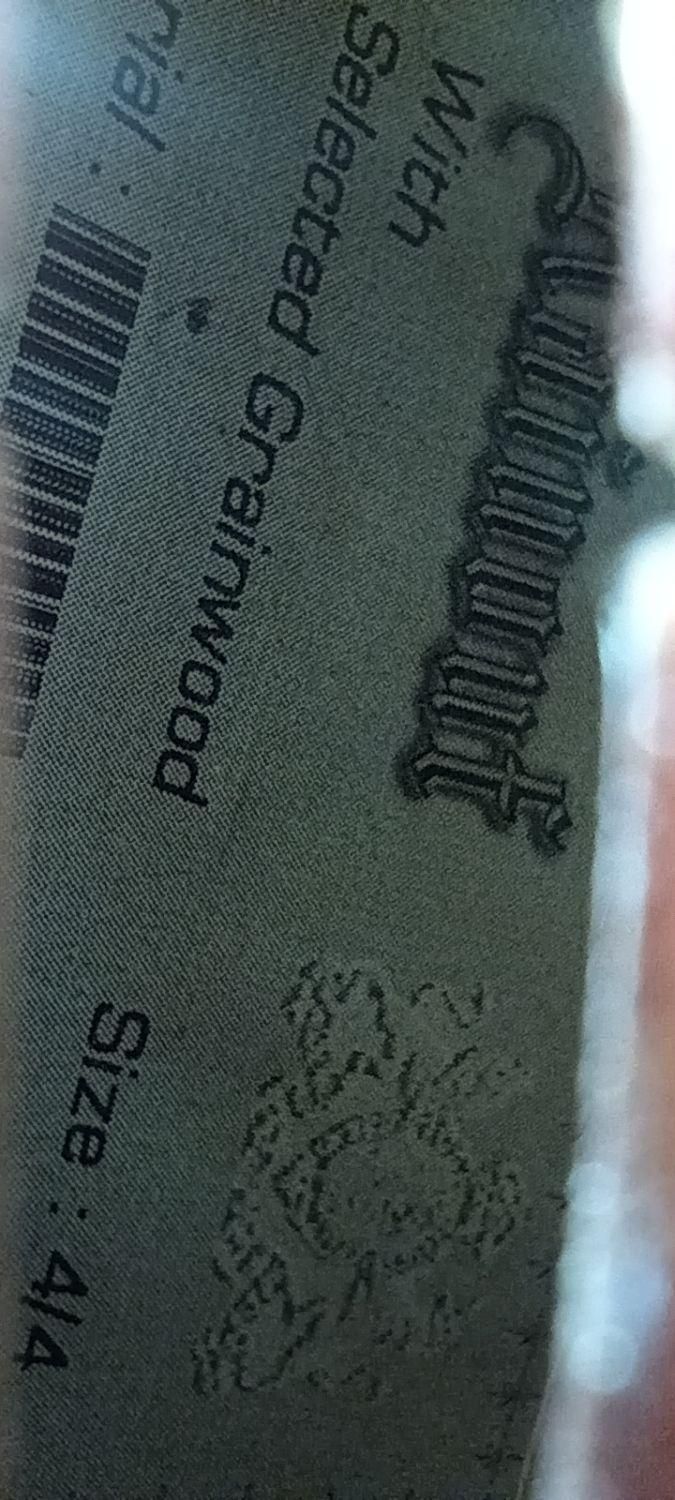 With
Selected Grainwood
rial :
Size : 4/4